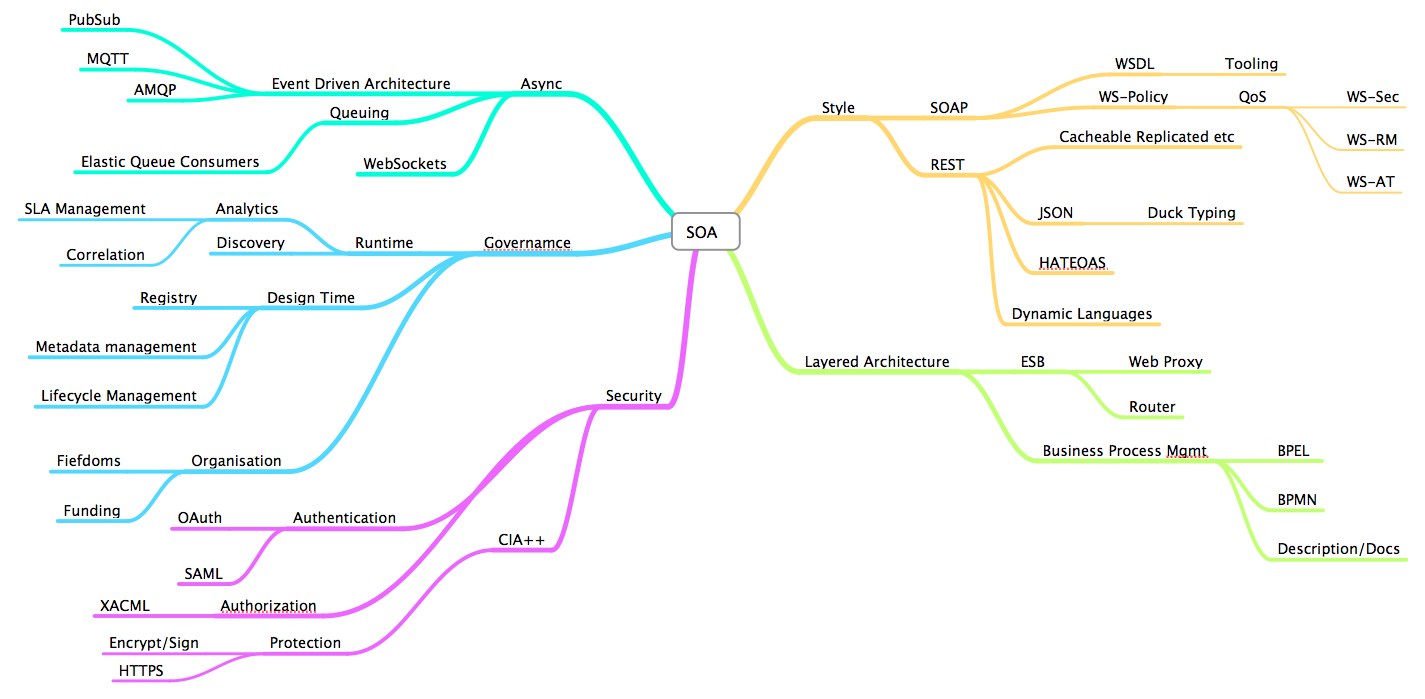 SOA
Style
SOAP
WSDL
Tooling
WS-Policy
QoS
WS-Sec
WS-RM
WS-AT
REST
Cacheable Replicated etc
JSON
Duck Typing
HATEOAS
Dynamic Languages
Layered Architecture
ESB
Web Proxy
Router
Business Process Mgmt
BPEL
BPMN
Description/Docs
Async
Event Driven Architecture
PubSub
MQTT
AMQP
Queuing
Elastic Queue Consumers
WebSockets
Governamce
Runtime
Analytics
SLA Management
Correlation
Discovery
Design Time
Registry
Metadata management
Lifecycle Management
Organisation
Fiefdoms
Funding
Security
Authentication
OAuth
SAML
Authorization
XACML
CIA++
Protection
Encrypt/Sign
HTTPS